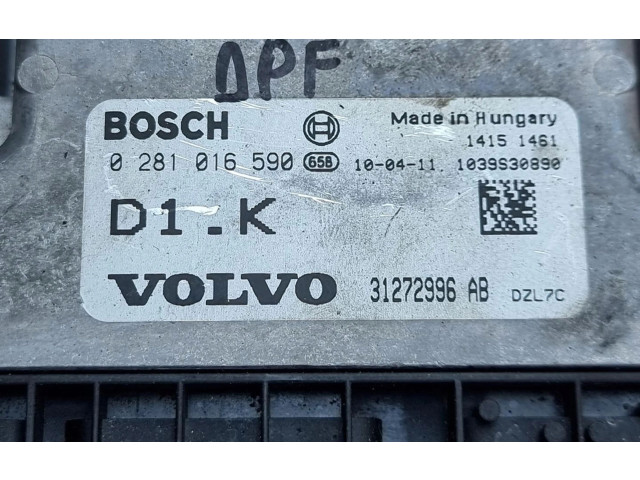 DPF
BOSCH Made in Hungary
1415 1461
0 281 016 590 G5B 10-04-11 1039S30890
D1.K
VOLVO 31272996 AB DZL7C